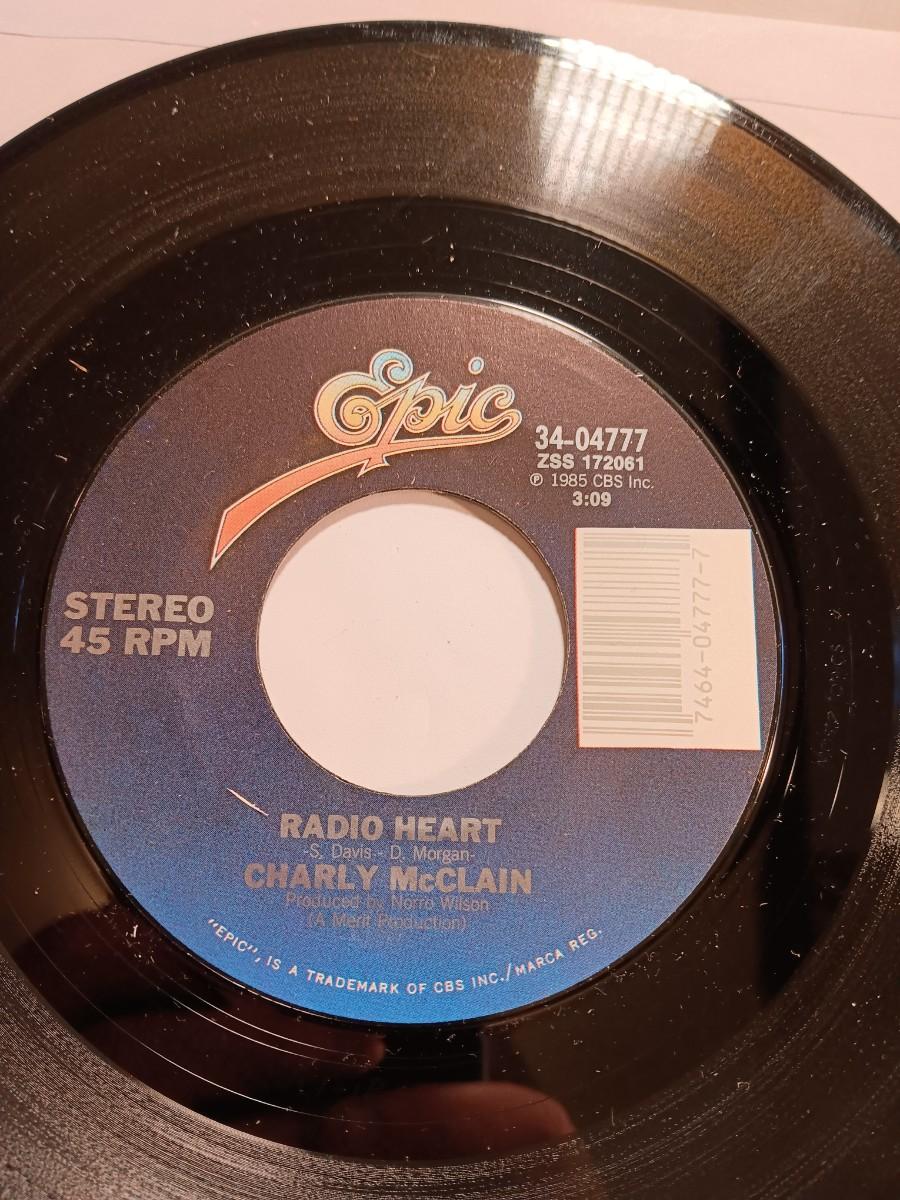 Epic
34-04777
ZSS 172061
℗ 1985 CBS Inc.
3:09
7464-04777-7
STEREO
45 RPM
RADIO HEART
-S. Davis - D. Morgan-
CHARLY McCLAIN
Produced by Norro Wilson
(A Merit Production)
"EPIC", IS A TRADEMARK OF CBS INC./MARCA REG.